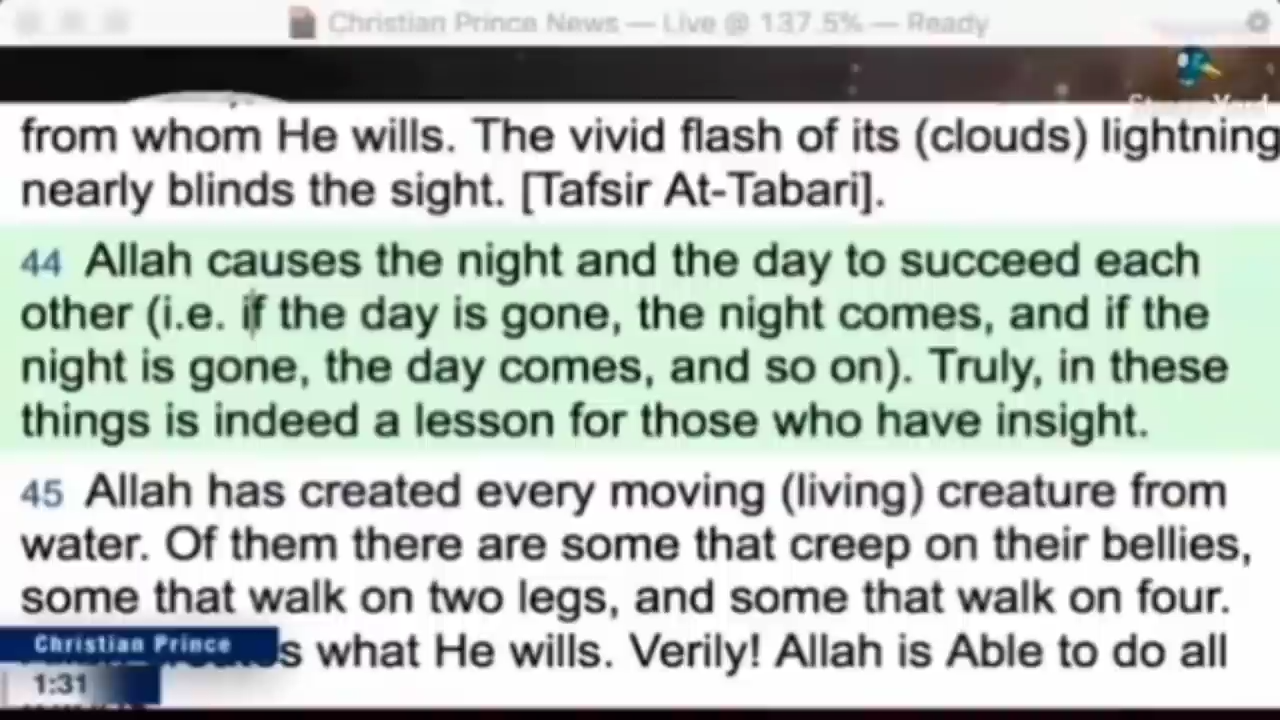 Christian Prince News — Live @ 137.5% — Ready
StreamYard
from whom He wills. The vivid flash of its (clouds) lightning
nearly blinds the sight. [Tafsir At-Tabari].
44 Allah causes the night and the day to succeed each
other (i.e. if the day is gone, the night comes, and if the
night is gone, the day comes, and so on). Truly, in these
things is indeed a lesson for those who have insight.
45 Allah has created every moving (living) creature from
water. Of them there are some that creep on their bellies,
some that walk on two legs, and some that walk on four.
what He wills. Verily! Allah is Able to do all
Christian Prince
1:31